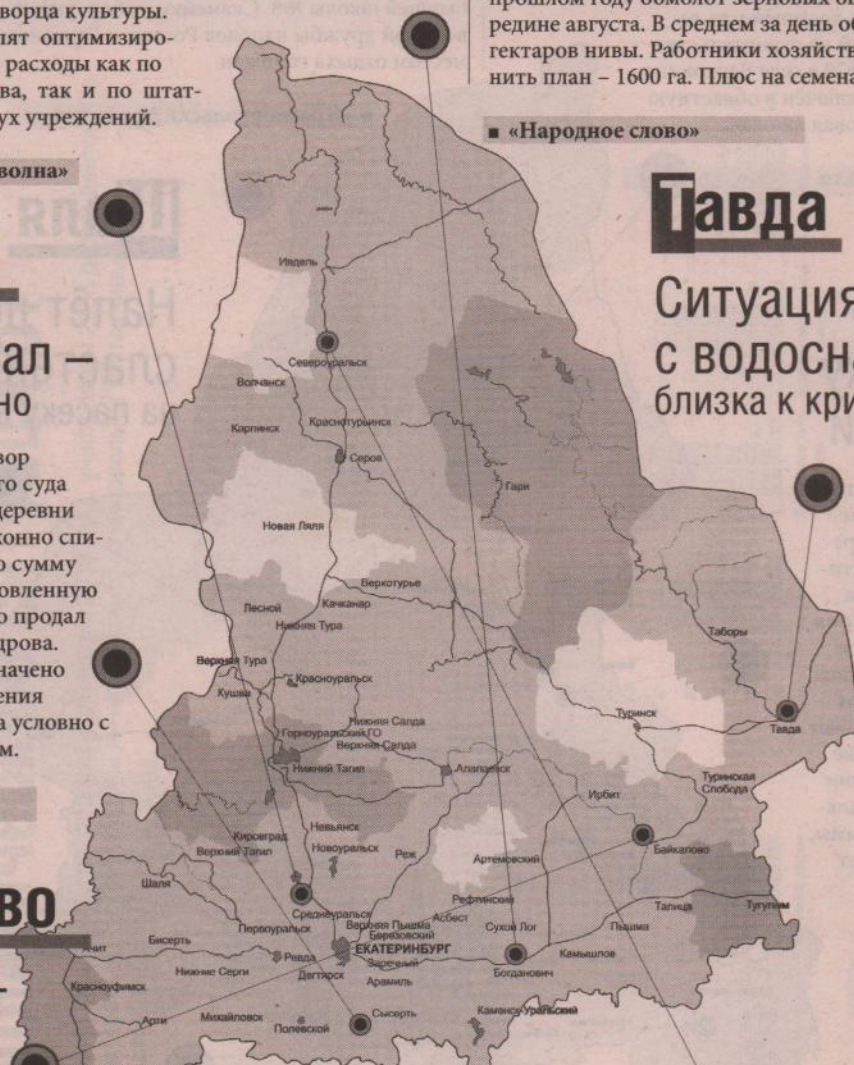 ворца культуры.
лят оптимизиро-
расходы как по
ва, так и по штат-
ух учреждений.
волна»
редине августа. В среднем за день об
гектаров нивы. Работники хозяйств
нить план – 1600 га. Плюс на семена
■ «Народное слово»
Тавда
Ситуация
с водосна
близка к кри
ал –
но
вор
го суда
деревни
конно спи-
о сумму
овленную
о продал
дрова.
начено
ения
а условно с
м.
во
Ивдель
Североуральск
Волчанск
Карпинск
Краснотурьинск
Серов
Гари
Новая Ляля
Верхотурье
Лесной
Качканар
Нижняя Тура
Таборы
Верхняя Тура
Красноуральск
Кушва
Нижняя Салда
Туринск
Тавда
Горноуральский ГО
Верхняя Салда
Нижний Тагил
Алапаевск
Туринская
Слобода
Ирбит
Кировград
Невьянск
Верхний Тагил
Новоуральск
Реж
Артемовский
Байкалово
Шаля
Рефтинский
Талица
Тугулым
Среднеуральск
Асбест
Первоуральск
Верхняя Пышма
Сухой Лог
Пышма
Березовский
Ачит
Бисерть
ЕКАТЕРИНБУРГ
Ревда
Заречный
Камышлов
Нижние Серги
Дегтярск
Богданович
Красноуфимск
Арамиль
Арти
Михайловск
Сысерть
Каменск-Уральский
Полевской